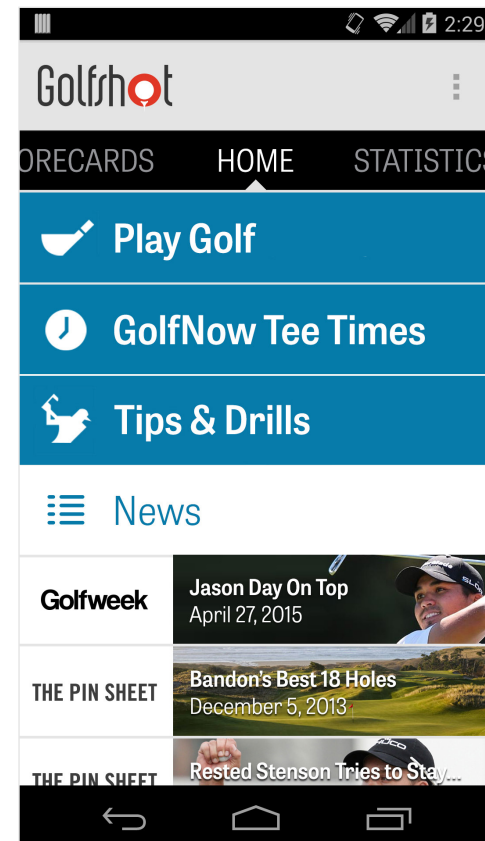 2:29
Golfshot
ORECARDS HOME STATISTICS
Play Golf
GolfNow Tee Times
Tips & Drills
News
Golfweek
Jason Day On Top
April 27, 2015
THE PIN SHEET
Bandon's Best 18 Holes
December 5, 2013
THE PIN SHEET
Rested Stenson Tries to Stay...